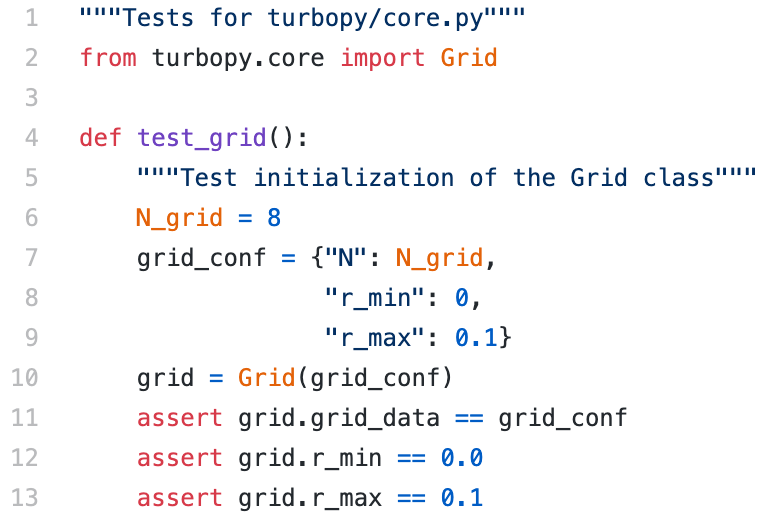 1 """Tests for turbopy/core.py"""
2 from turbopy.core import Grid
3
4 def test_grid():
5     """Test initialization of the Grid class"""
6     N_grid = 8
7     grid_conf = {"N": N_grid,
8                  "r_min": 0,
9                  "r_max": 0.1}
10     grid = Grid(grid_conf)
11     assert grid.grid_data == grid_conf
12     assert grid.r_min == 0.0
13     assert grid.r_max == 0.1